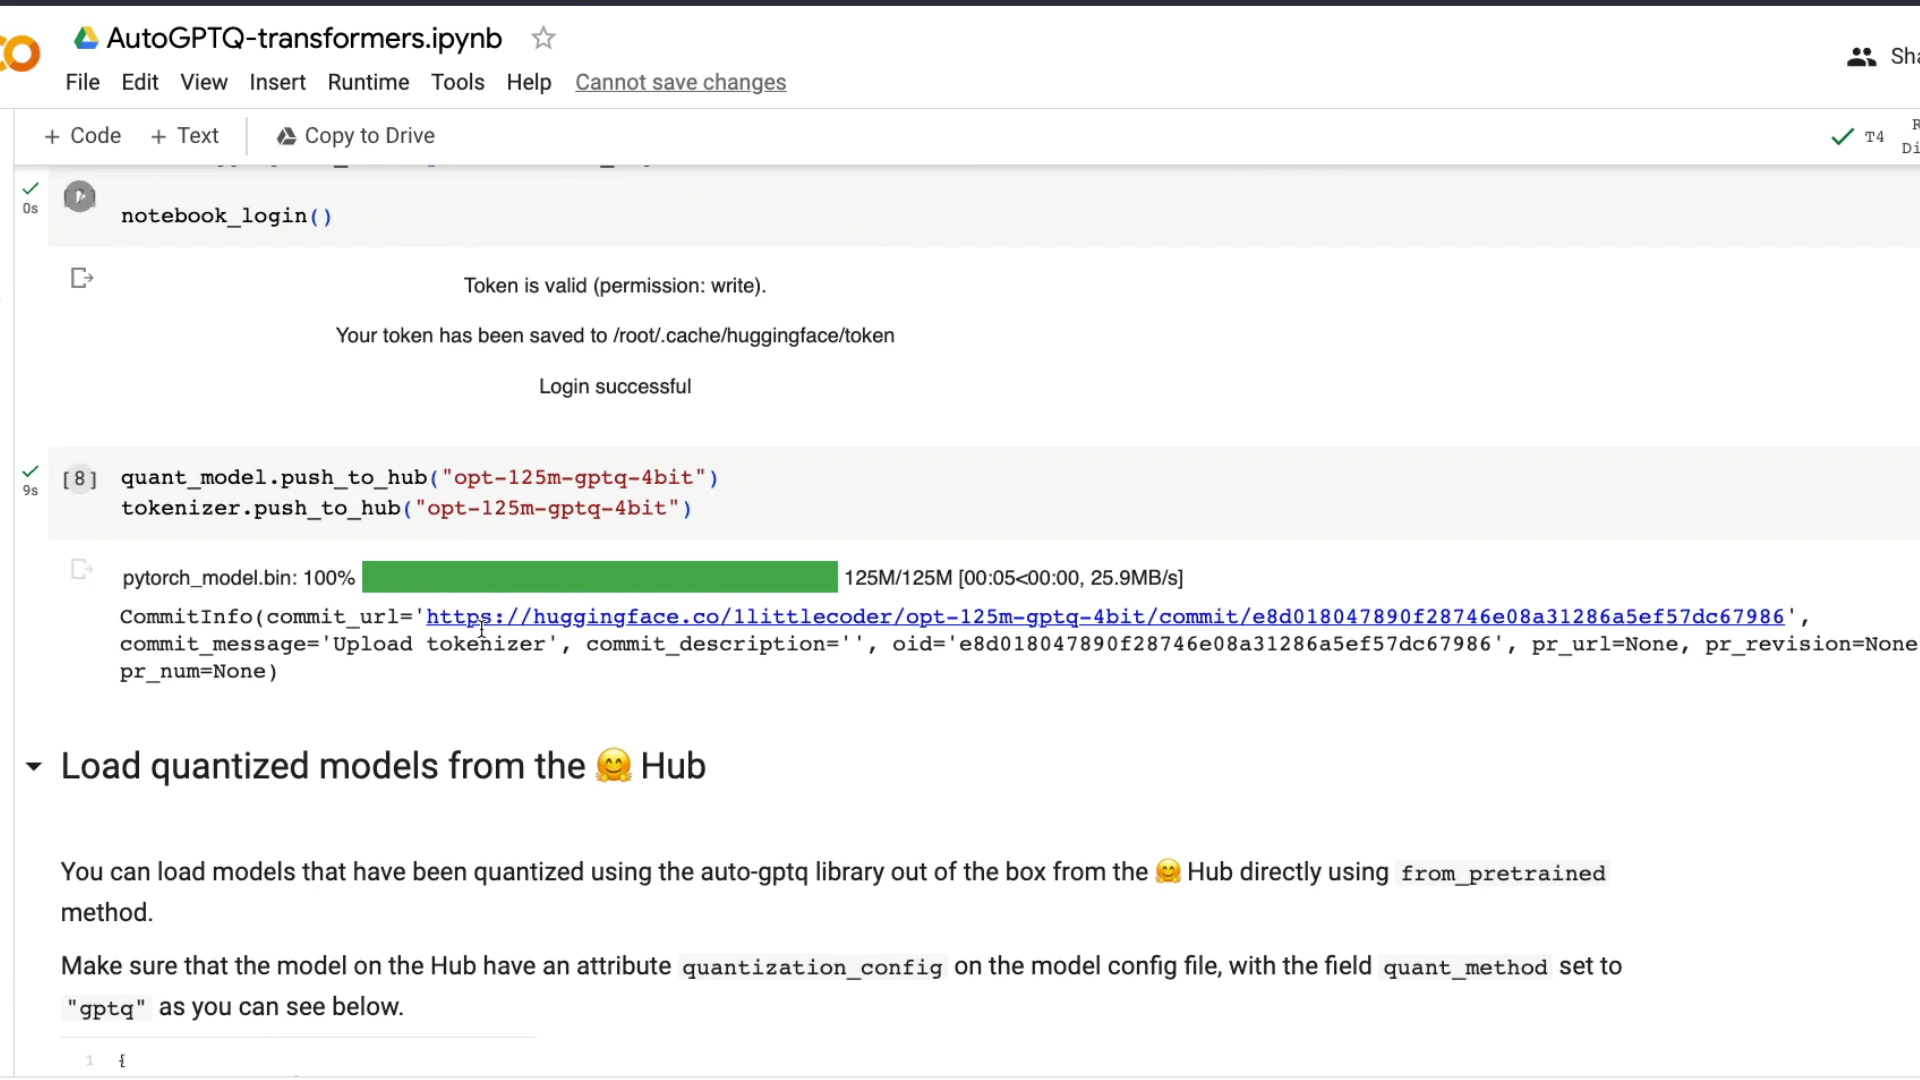 AutoGPTQ-transformers.ipynb
File Edit View Insert Runtime Tools Help Cannot save changes
+ Code + Text Copy to Drive
T4
0s
notebook_login()
Token is valid (permission: write).
Your token has been saved to /root/.cache/huggingface/token
Login successful
9s
[8] quant_model.push_to_hub("opt-125m-gptq-4bit")
tokenizer.push_to_hub("opt-125m-gptq-4bit")
pytorch_model.bin: 100% 125M/125M [00:05<00:00, 25.9MB/s]
CommitInfo(commit_url='https://huggingface.co/1littlecoder/opt-125m-gptq-4bit/commit/e8d018047890f28746e08a31286a5ef57dc67986',
commit_message='Upload tokenizer', commit_description='', oid='e8d018047890f28746e08a31286a5ef57dc67986', pr_url=None, pr_revision=None
pr_num=None)
Load quantized models from the 🤗 Hub
You can load models that have been quantized using the auto-gptq library out of the box from the 🤗 Hub directly using from_pretrained
method.
Make sure that the model on the Hub have an attribute quantization_config on the model config file, with the field quant_method set to
"gptq" as you can see below.
1 {